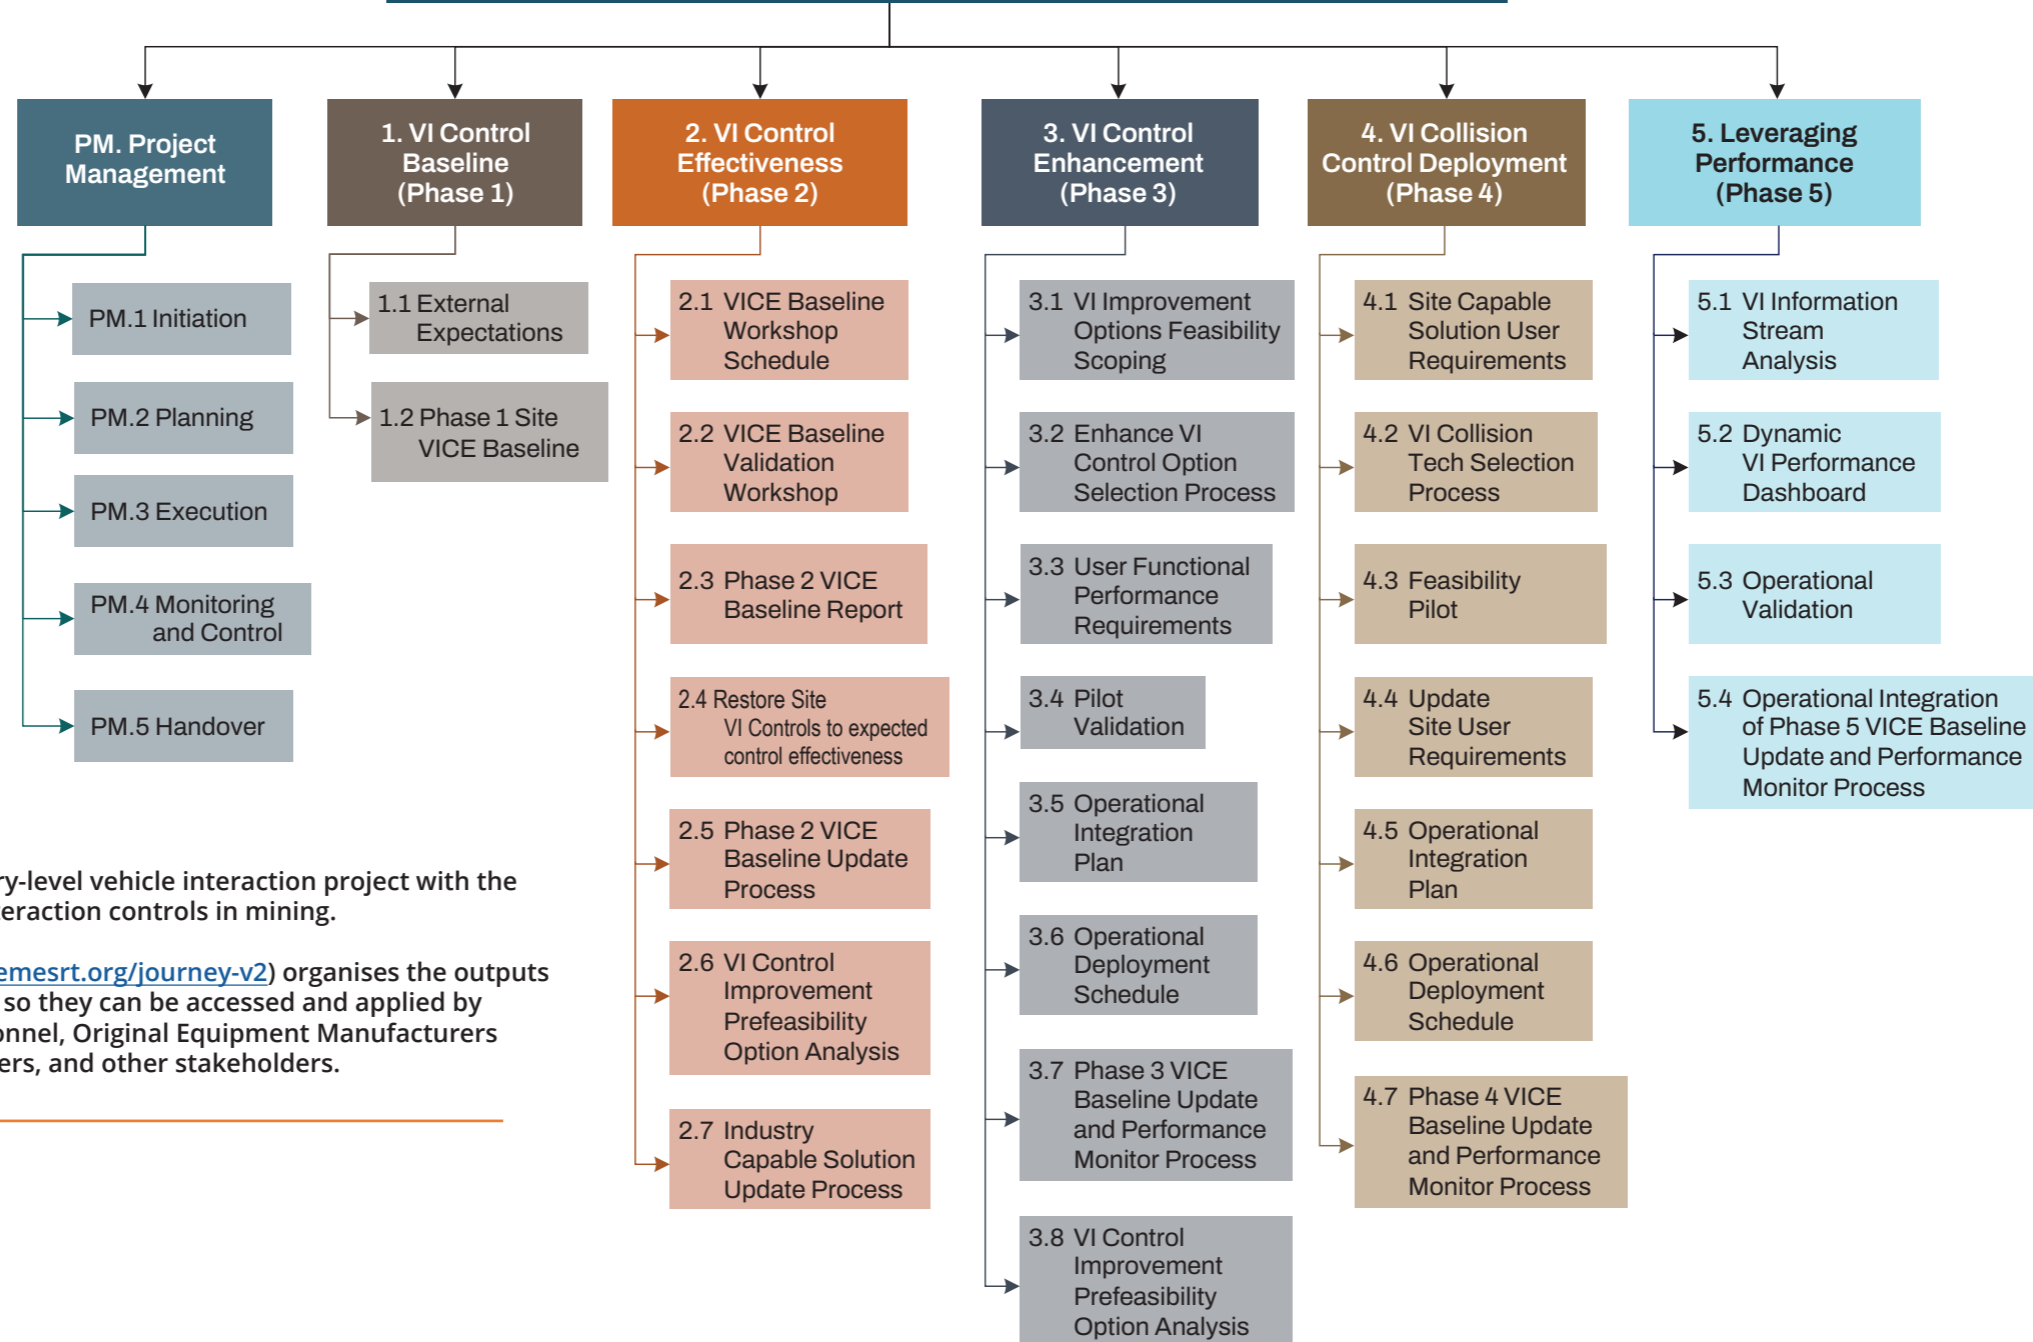 PM. Project
Management
1. VI Control
Baseline
(Phase 1)
2. VI Control
Effectiveness
(Phase 2)
3. VI Control
Enhancement
(Phase 3)
4. VI Collision
Control Deployment
(Phase 4)
5. Leveraging
Performance
(Phase 5)
PM.1 Initiation
PM.2 Planning
PM.3 Execution
PM.4 Monitoring
and Control
PM.5 Handover
1.1 External
Expectations
1.2 Phase 1 Site
VICE Baseline
2.1 VICE Baseline
Workshop
Schedule
2.2 VICE Baseline
Validation
Workshop
2.3 Phase 2 VICE
Baseline Report
2.4 Restore Site
VI Controls to expected
control effectiveness
2.5 Phase 2 VICE
Baseline Update
Process
2.6 VI Control
Improvement
Prefeasibility
Option Analysis
2.7 Industry
Capable Solution
Update Process
3.1 VI Improvement
Options Feasibility
Scoping
3.2 Enhance VI
Control Option
Selection Process
3.3 User Functional
Performance
Requirements
3.4 Pilot
Validation
3.5 Operational
Integration
Plan
3.6 Operational
Deployment
Schedule
3.7 Phase 3 VICE
Baseline Update
and Performance
Monitor Process
3.8 VI Control
Improvement
Prefeasibility
Option Analysis
4.1 Site Capable
Solution User
Requirements
4.2 VI Collision
Tech Selection
Process
4.3 Feasibility
Pilot
4.4 Update
Site User
Requirements
4.5 Operational
Integration
Plan
4.6 Operational
Deployment
Schedule
4.7 Phase 4 VICE
Baseline Update
and Performance
Monitor Process
5.1 VI Information
Stream
Analysis
5.2 Dynamic
VI Performance
Dashboard
5.3 Operational
Validation
5.4 Operational Integration
of Phase 5 VICE Baseline
Update and Performance
Monitor Process
ry-level vehicle interaction project with the
teraction controls in mining.
emesrt.org/journey-v2) organises the outputs
so they can be accessed and applied by
onnel, Original Equipment Manufacturers
ers, and other stakeholders.